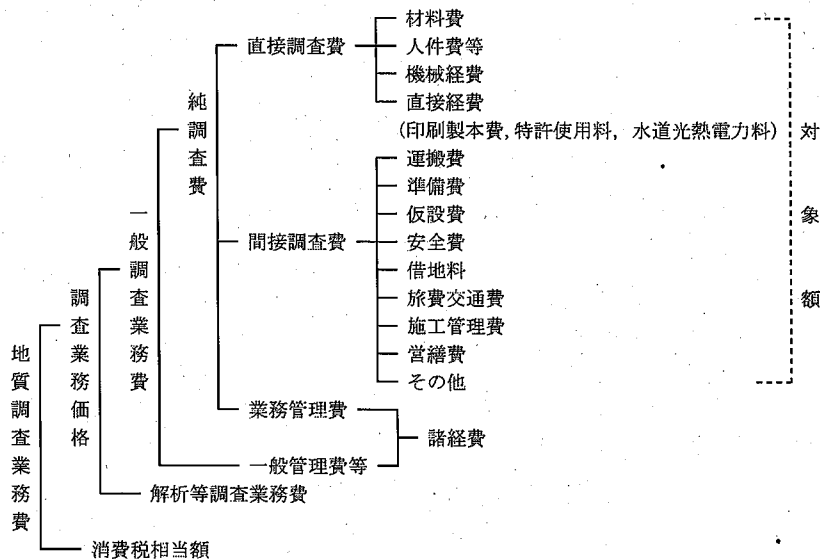 材料費
直接調査費
人件費等
機械経費
直接経費
(印刷製本費,特許使用料, 水道光熱電力料)
純調査費
運搬費
準備費
仮設費
間接調査費
安全費
借地料
旅費交通費
施工管理費
営繕費
その他
対象額
一般調査業務費
業務管理費
諸経費
一般管理費等
調査業務価格
解析等調査業務費
地質調査業務費
消費税相当額